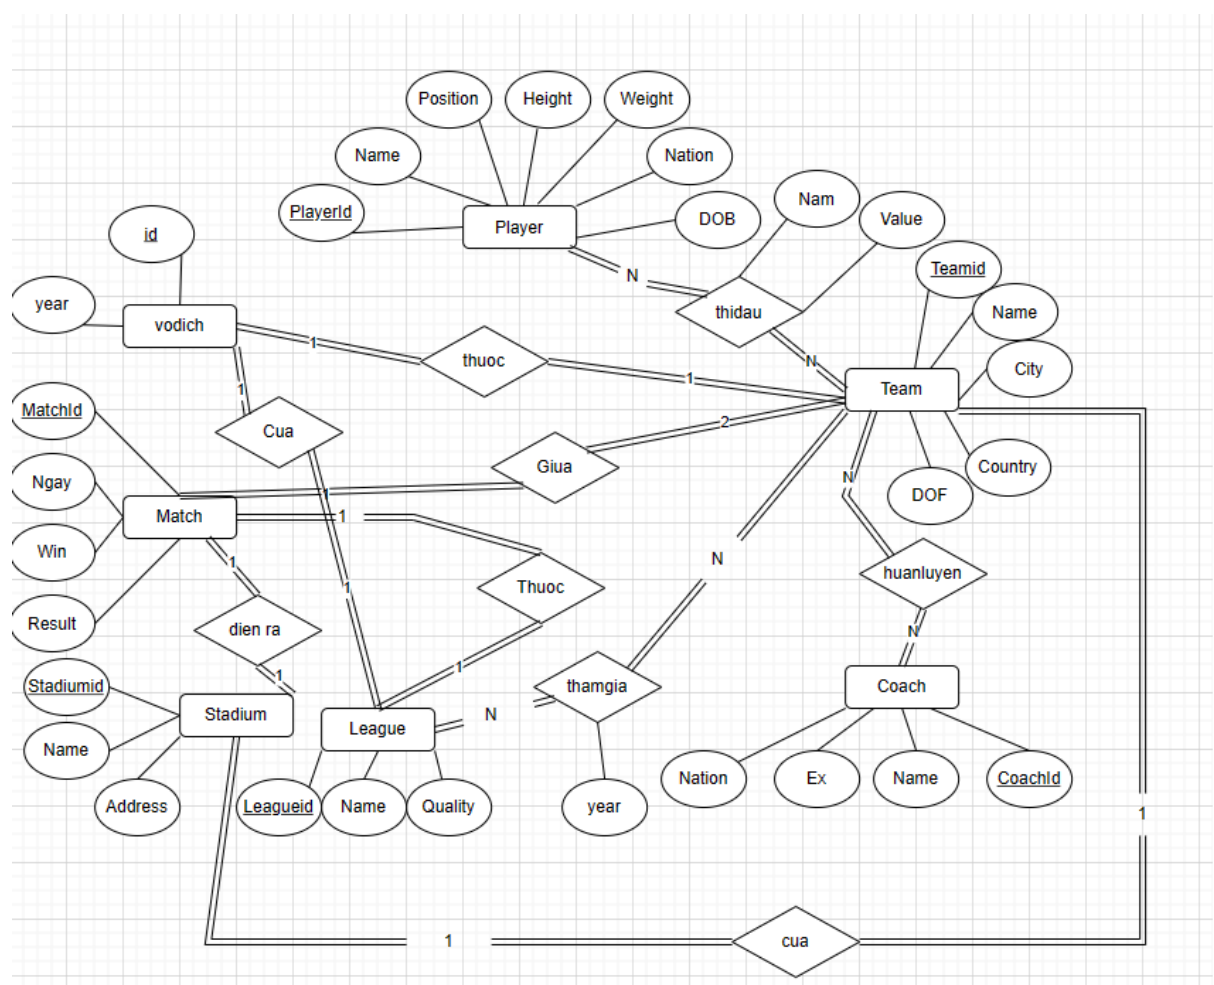 Position
Height
Weight
Name
Nation
PlayerId
Player
DOB
Nam
Value
id
Teamid
year
vodich
N
thidau
Name
1
thuoc
N
City
1
1
Team
MatchId
Cua
2
Giua
Country
Ngay
N
DOF
1
Match
1
Win
N
huanluyen
1
1
Thuoc
Result
dien ra
N
1
1
Stadiumid
thamgia
Coach
Stadium
N
League
Name
Nation
Ex
Name
CoachId
Address
Leagueid
Name
Quality
year
1
1
cua